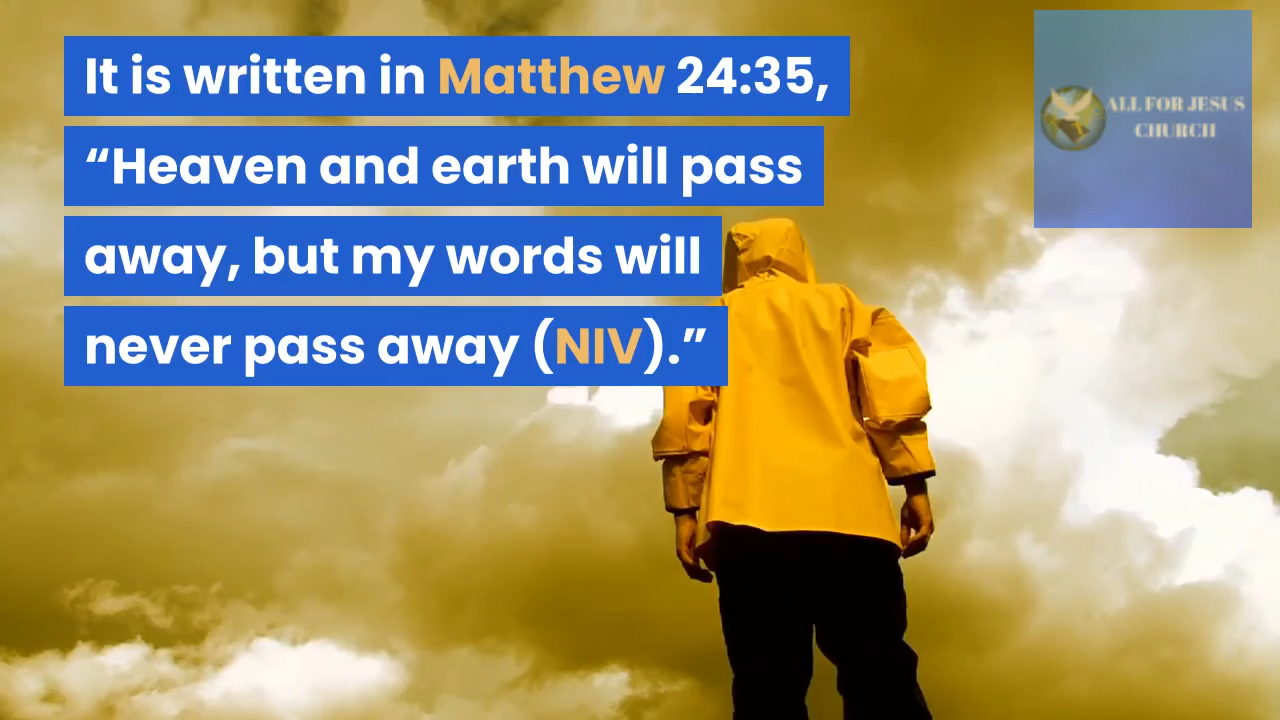 It is written in Matthew 24:35,
“Heaven and earth will pass
away, but my words will
never pass away (NIV).”
ALL FOR JESUS
CHURCH